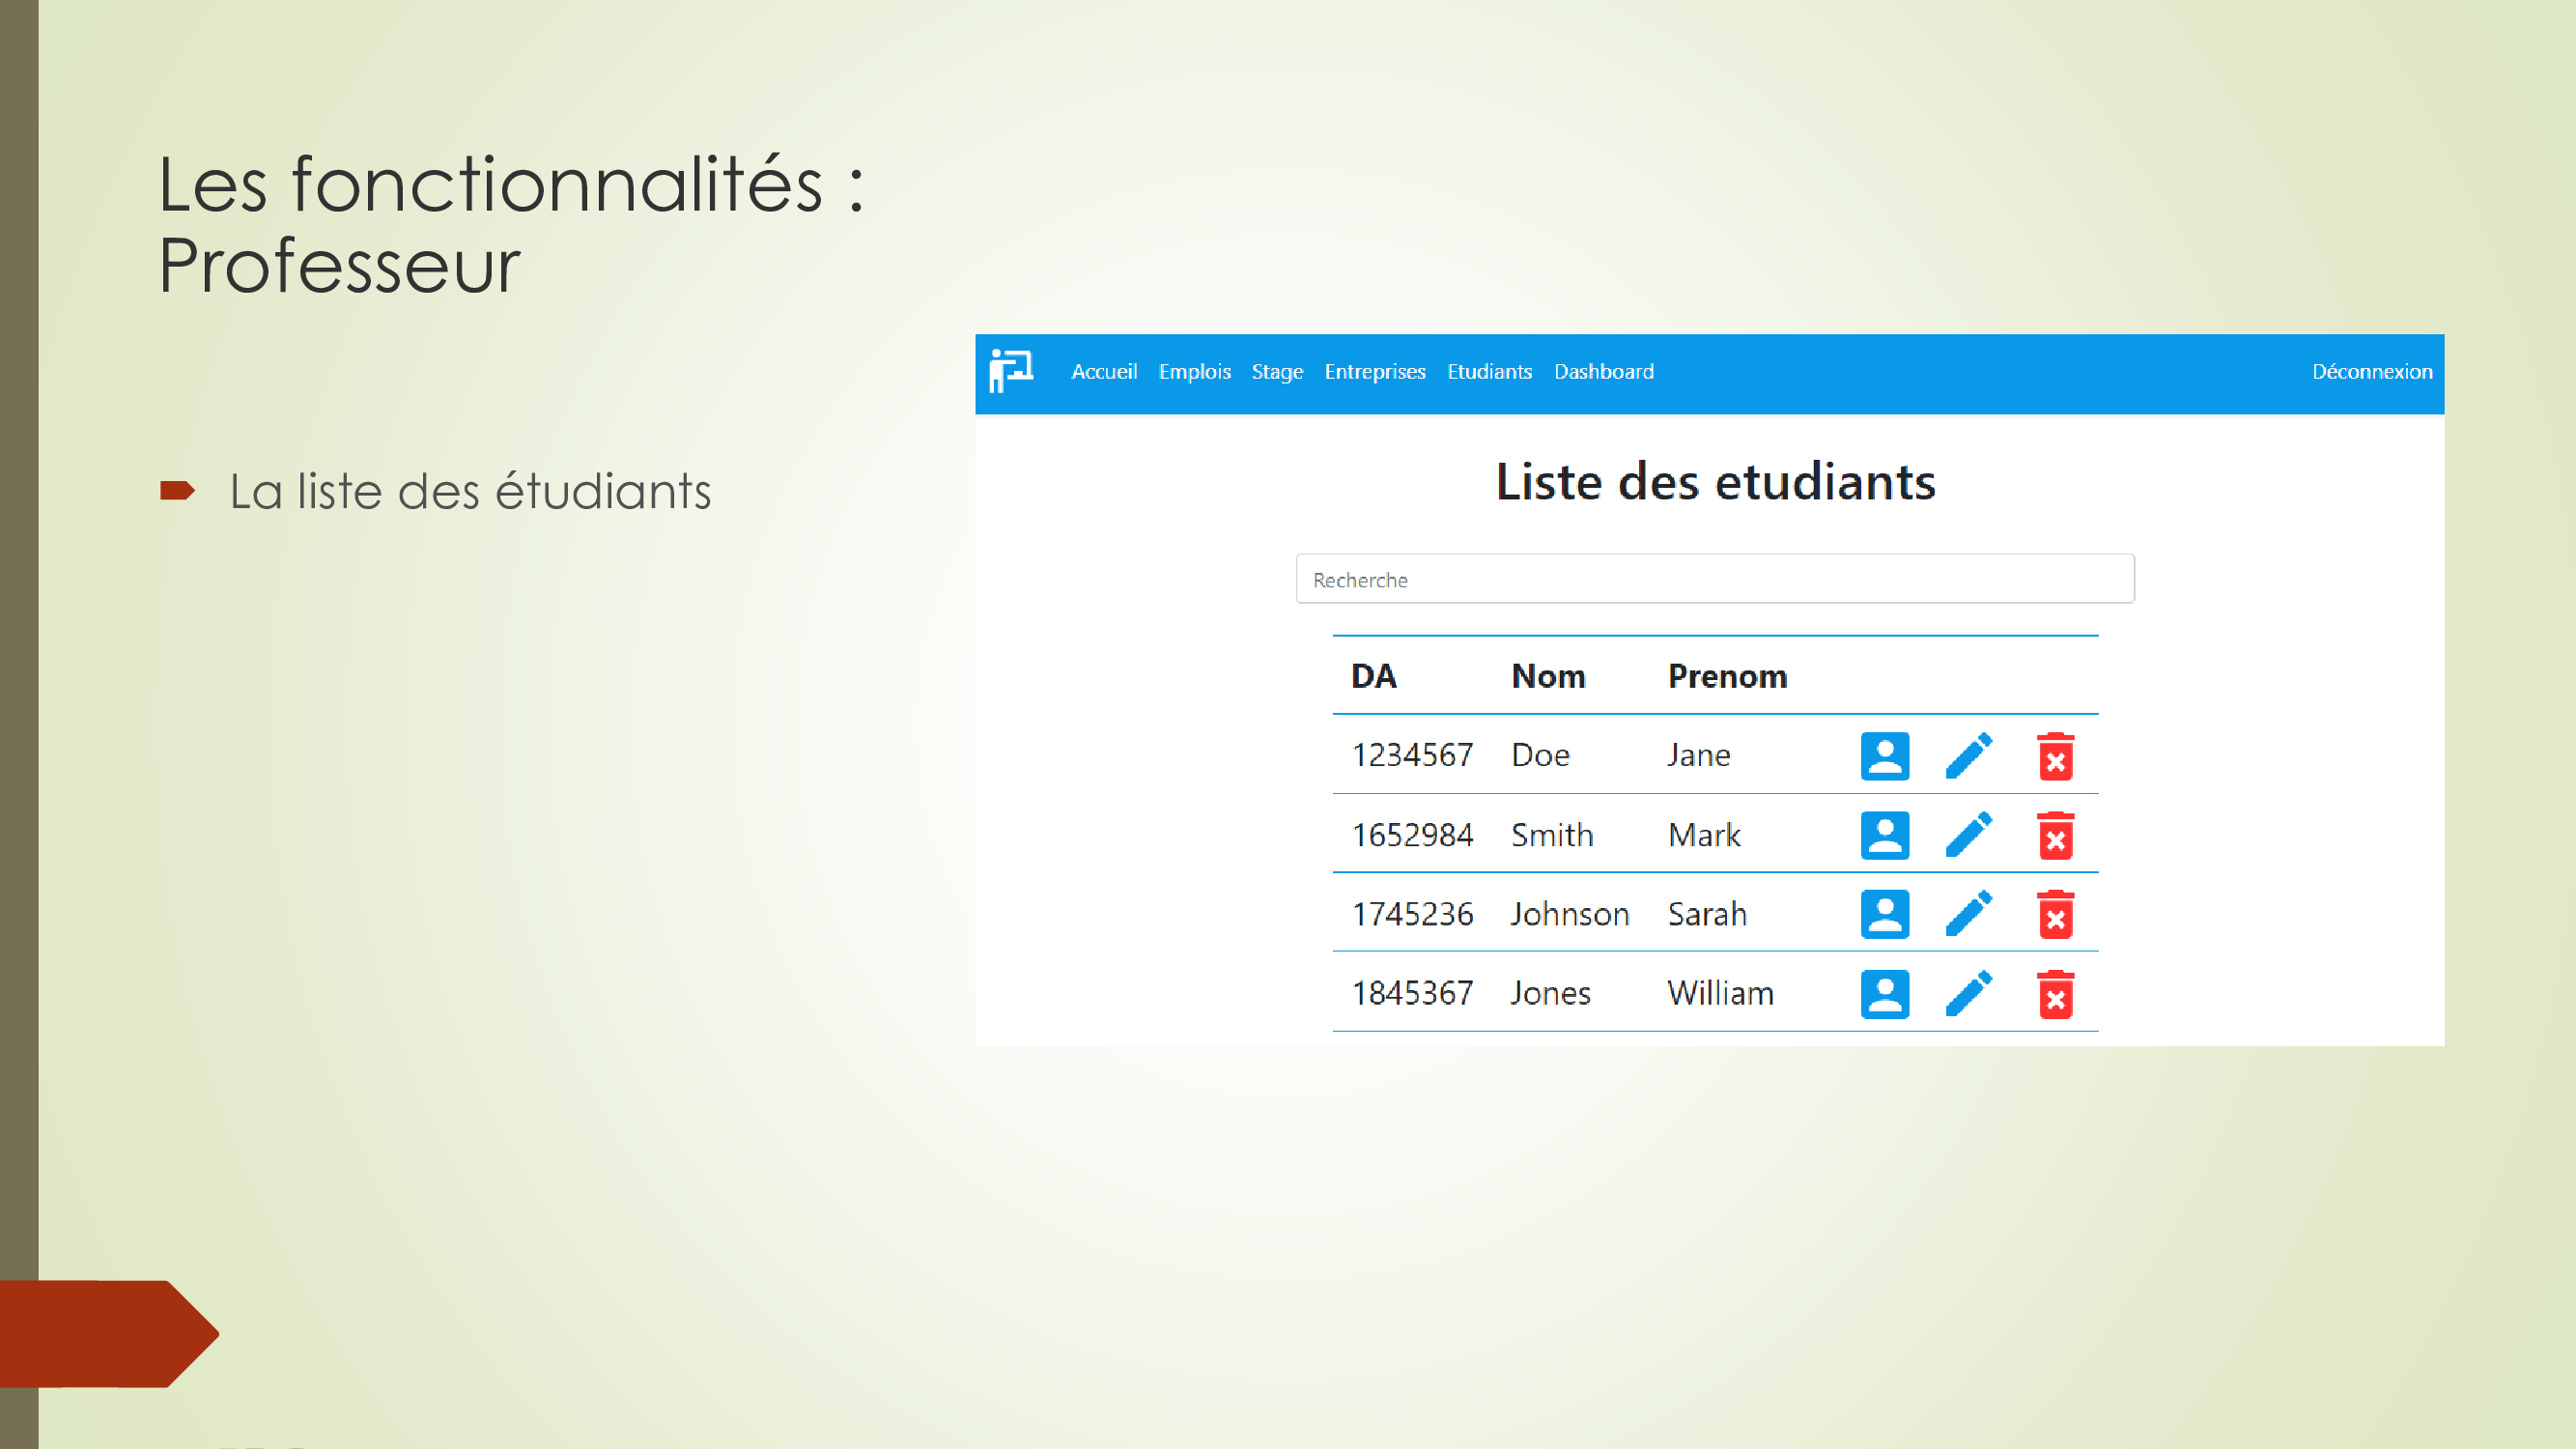 Les fonctionnalités :
Professeur
La liste des étudiants
Accueil Emplois Stage Entreprises Etudiants Dashboard Déconnexion
Liste des etudiants
Recherche
DA Nom Prenom
1234567 Doe Jane
1652984 Smith Mark
1745236 Johnson Sarah
1845367 Jones William